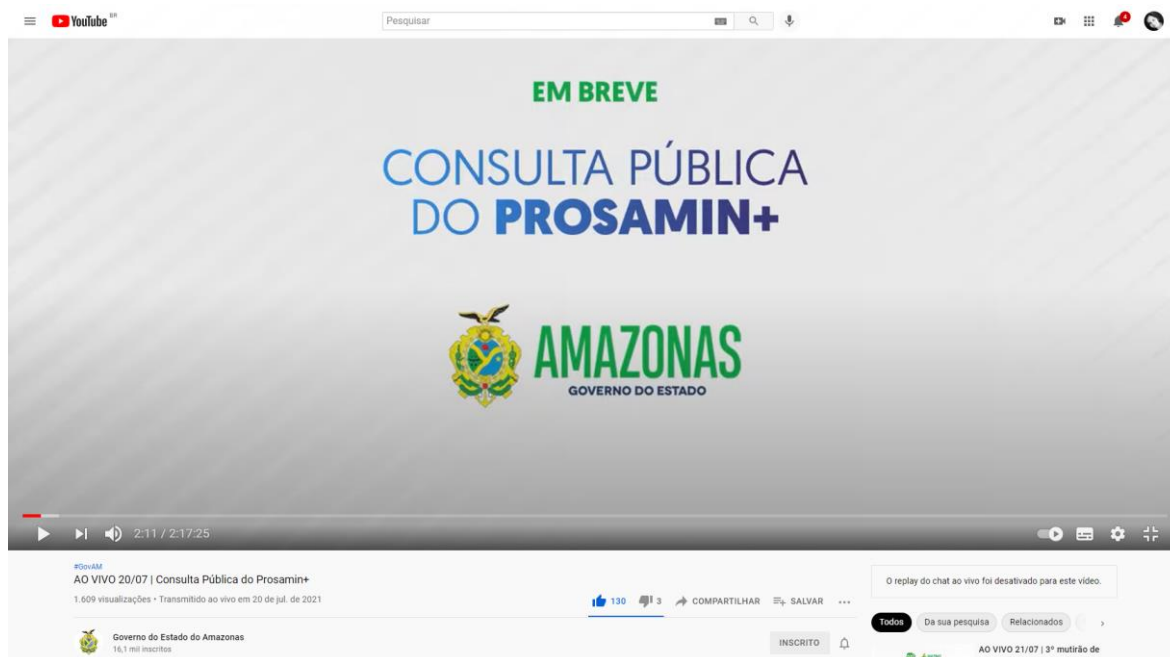 YouTube BR
Pesquisar
4
EM BREVE
CONSULTA PÚBLICA
DO PROSAMIN+
AMAZONAS
GOVERNO DO ESTADO
2:11 / 2:17:25
#GovAM
AO VIVO 20/07 | Consulta Pública do Prosamin+
1.609 visualizações • Transmitido ao vivo em 20 de jul. de 2021
130 3 COMPARTILHAR SALVAR
Governo do Estado do Amazonas
16,1 mil inscritos
INSCRITO
O replay do chat ao vivo foi desativado para este vídeo.
Todos Da sua pesquisa Relacionados
AO VIVO 21/07 | 3º mutirão de